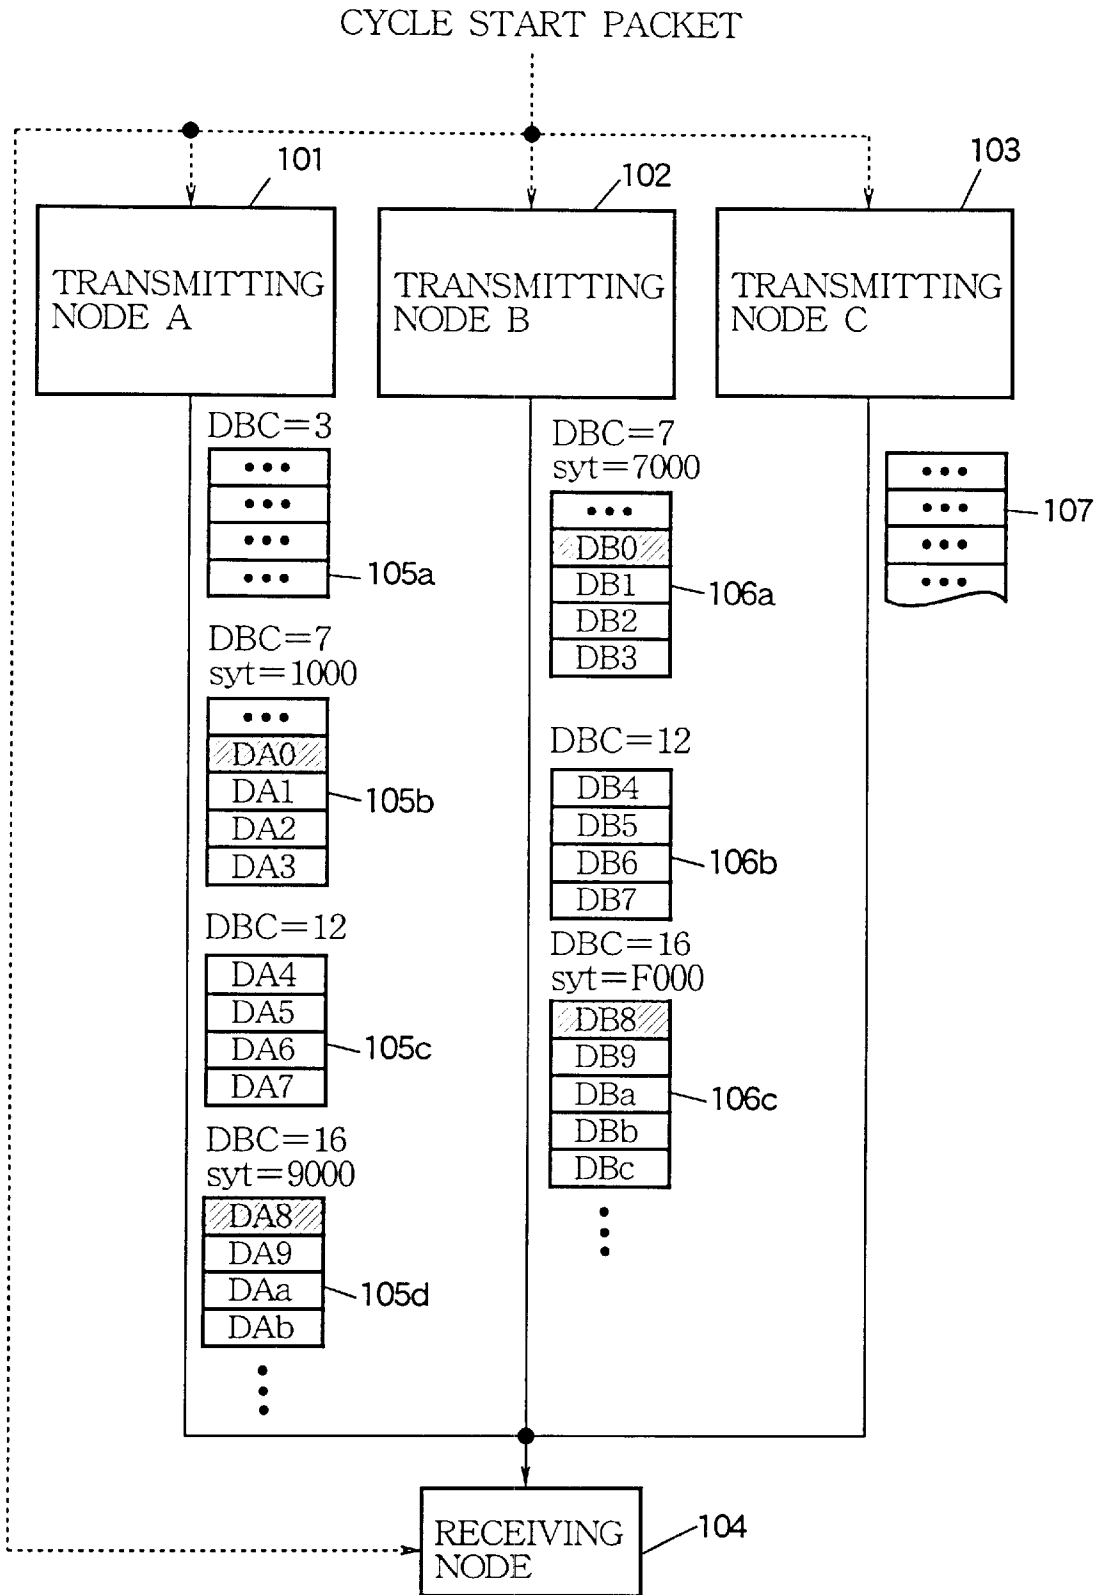 CYCLE START PACKET
101
102
103
TRANSMITTING
NODE A
TRANSMITTING
NODE B
TRANSMITTING
NODE C
DBC=3
•••
•••
•••
•••
105a
DBC=7
syt=1000
•••
DA0
DA1
DA2
DA3
105b
DBC=12
DA4
DA5
DA6
DA7
105c
DBC=16
syt=9000
DA8
DA9
DAa
DAb
105d
DBC=7
syt=7000
•••
DB0
DB1
DB2
DB3
106a
DBC=12
DB4
DB5
DB6
DB7
106b
DBC=16
syt=F000
DB8
DB9
DBa
DBb
DBc
106c
•••
•••
•••
•••
107
RECEIVING
NODE
104